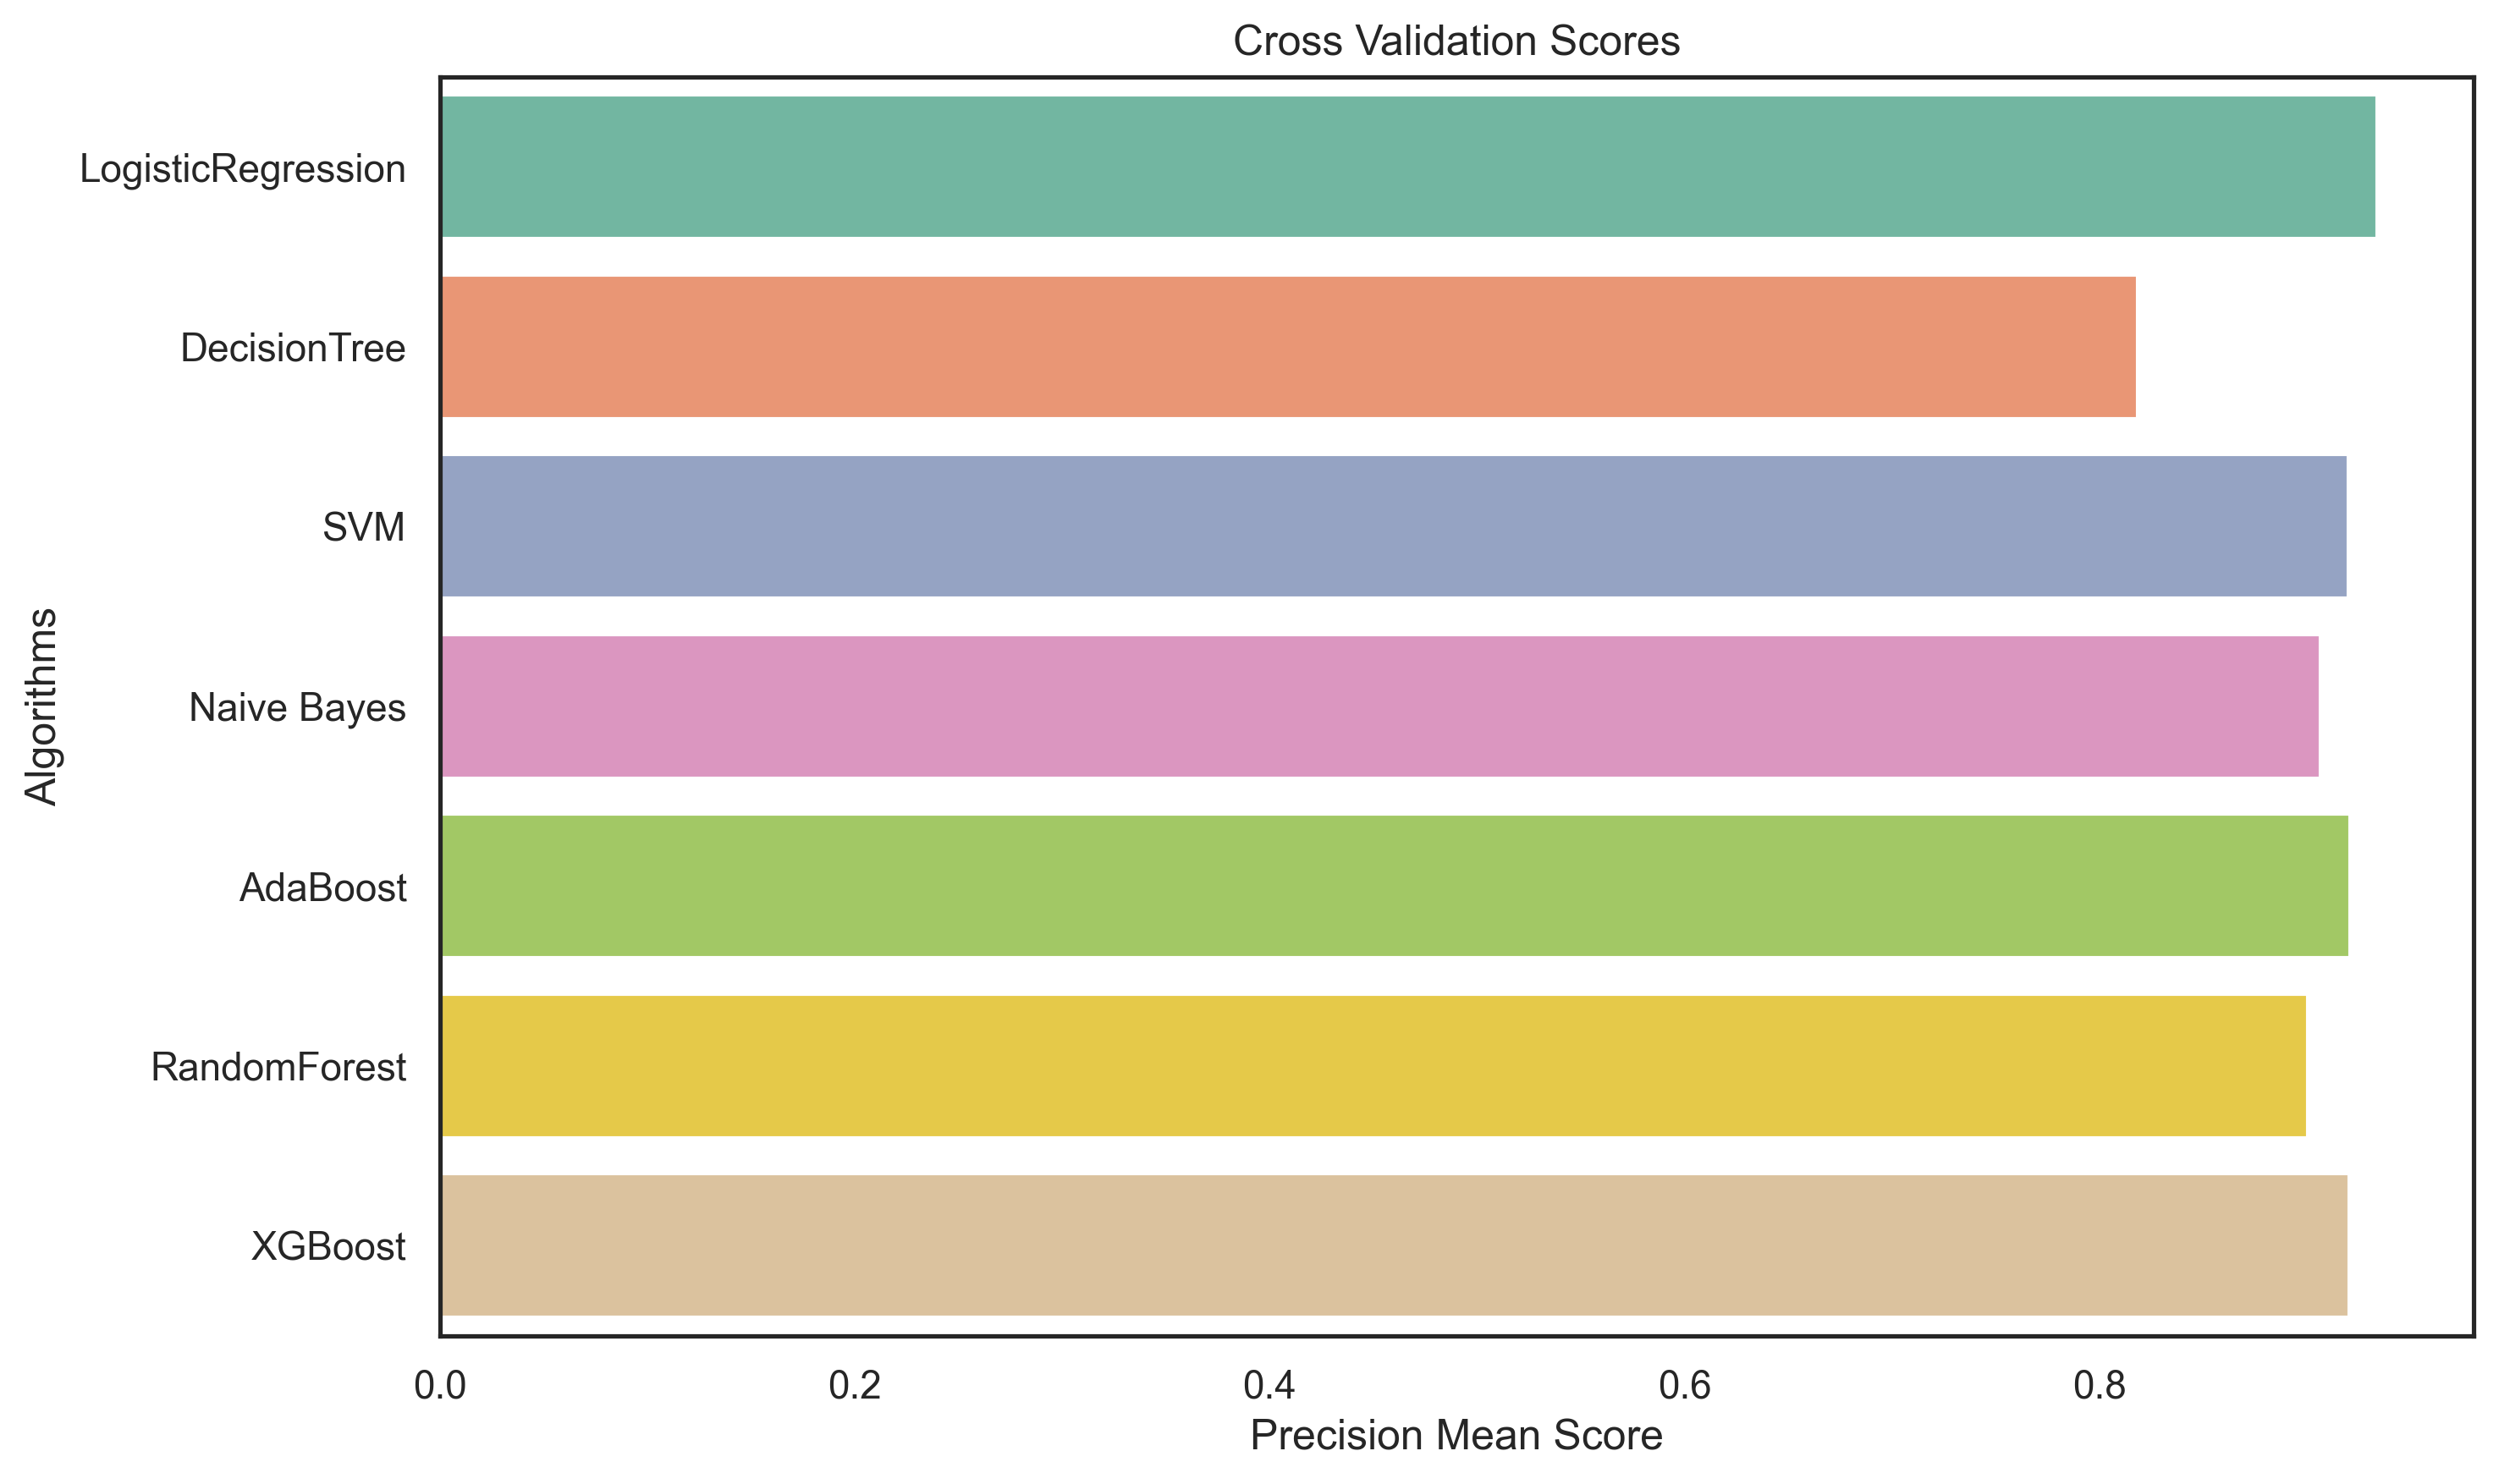 Cross Validation Scores
LogisticRegression
DecisionTree
SVM
Naive Bayes
AdaBoost
RandomForest
XGBoost
Algorithms
0.0 0.2 0.4 0.6 0.8
Precision Mean Score